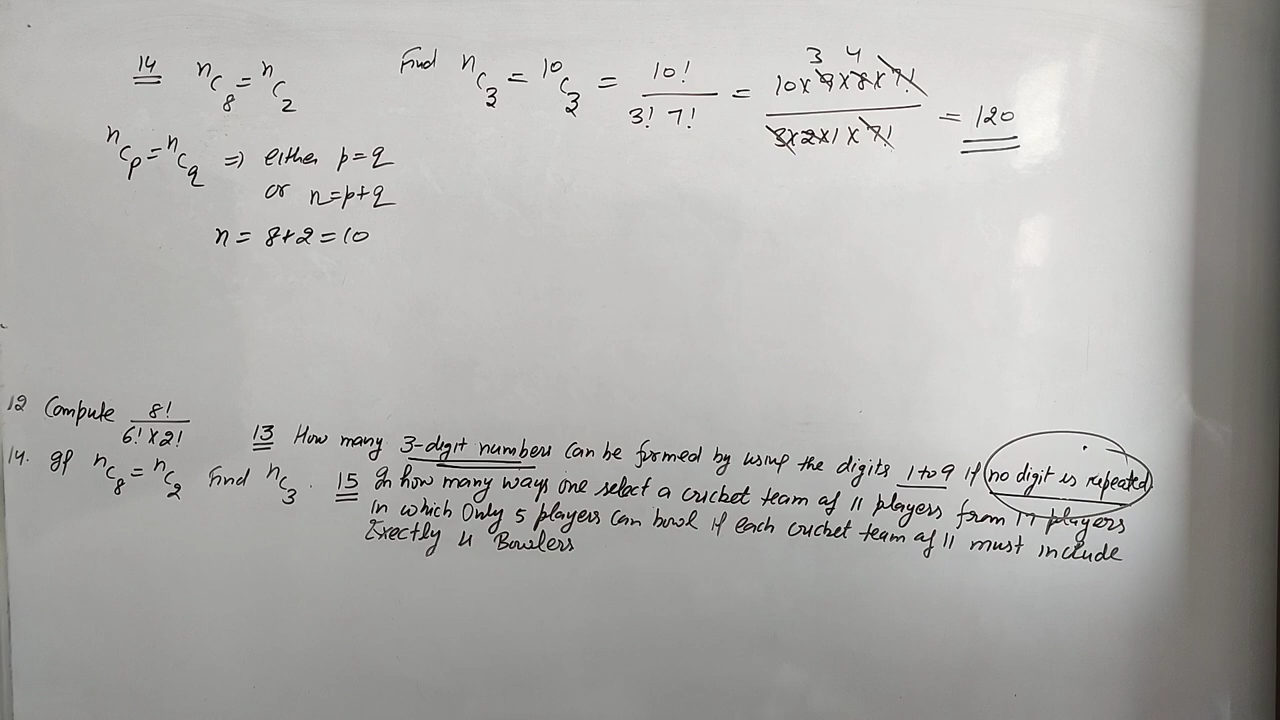 14 nC8 = nC2 Find nC3 = 10C3 = 10! / 3! 7! = 10 x 9 x 8 x 7! / 3x2x1 x 7! = 120
3 4
nCp = nCq => either p=q
or n=p+q
n = 8+2 = 10
12 Compute 8! / 6! x 2!
13 How many 3-digit numbers can be formed by using the digits 1 to 9 if no digit is repeated
14. If nC8 = nC2 Find nC3.
15 In how many ways one select a cricket team of 11 players from 17 players
in which Only 5 players can bowl if each cricket team of 11 must include
Exectly 4 Bowlers